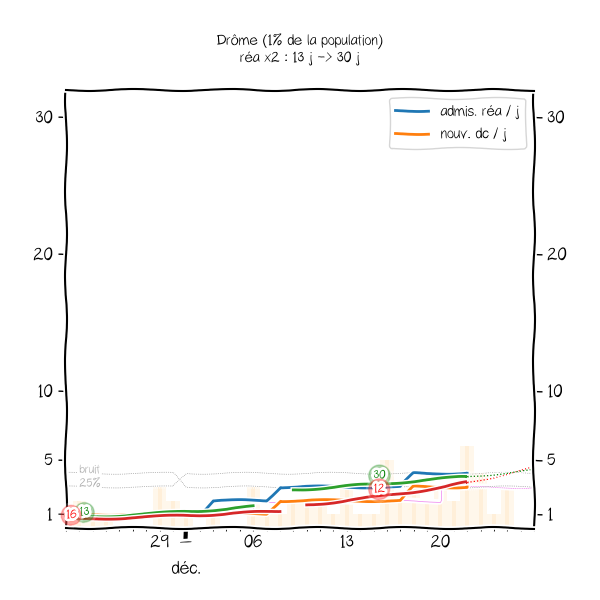 Drôme (1% de la population)
réa x2 : 13 j -> 30 j
admis. réa / j
nouv. dc / j
30 30
20 20
10 10
5 5
bruit
25%
30
12
16 13
1 1
29 06 13 20
déc.